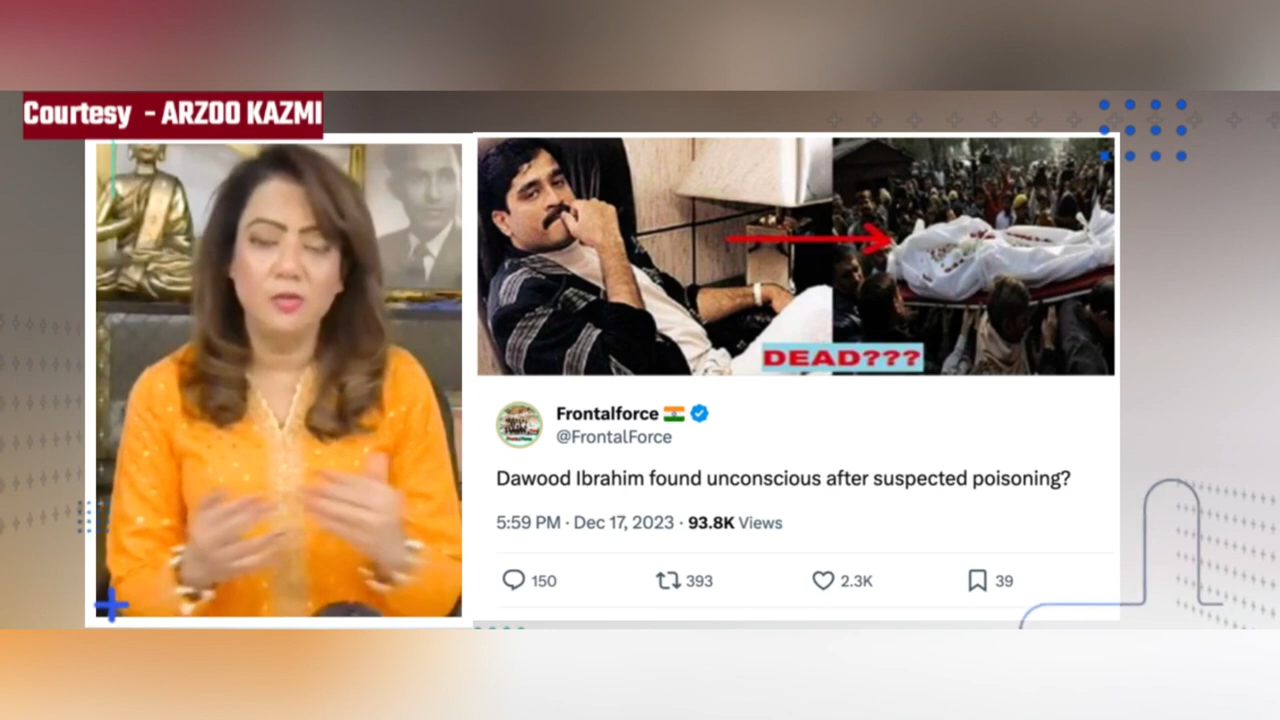 Courtesy - ARZOO KAZMI
DEAD???
Frontalforce
@FrontalForce
Dawood Ibrahim found unconscious after suspected poisoning?
5:59 PM · Dec 17, 2023 · 93.8K Views
150 393 2.3K 39